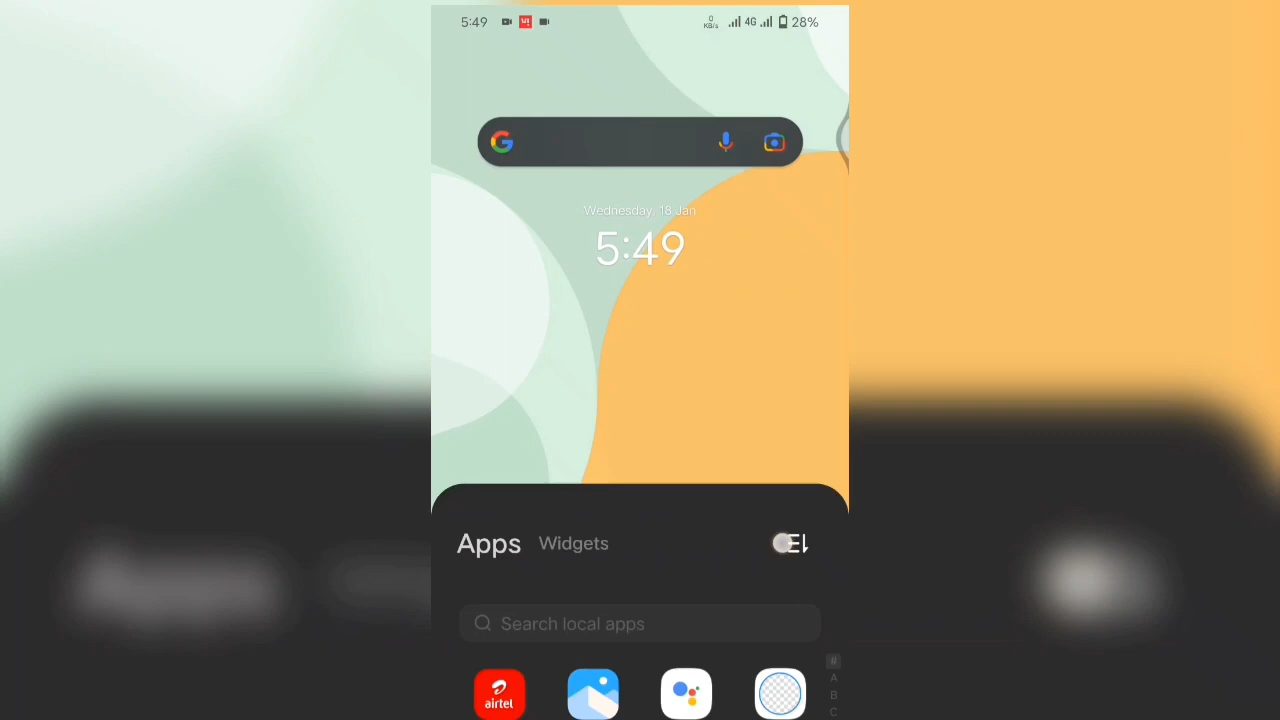 5:49
0
KB/s
4G
28%
Wednesday, 18 Jan
5:49
Apps
Widgets
Search local apps
airtel
#
A
B
C